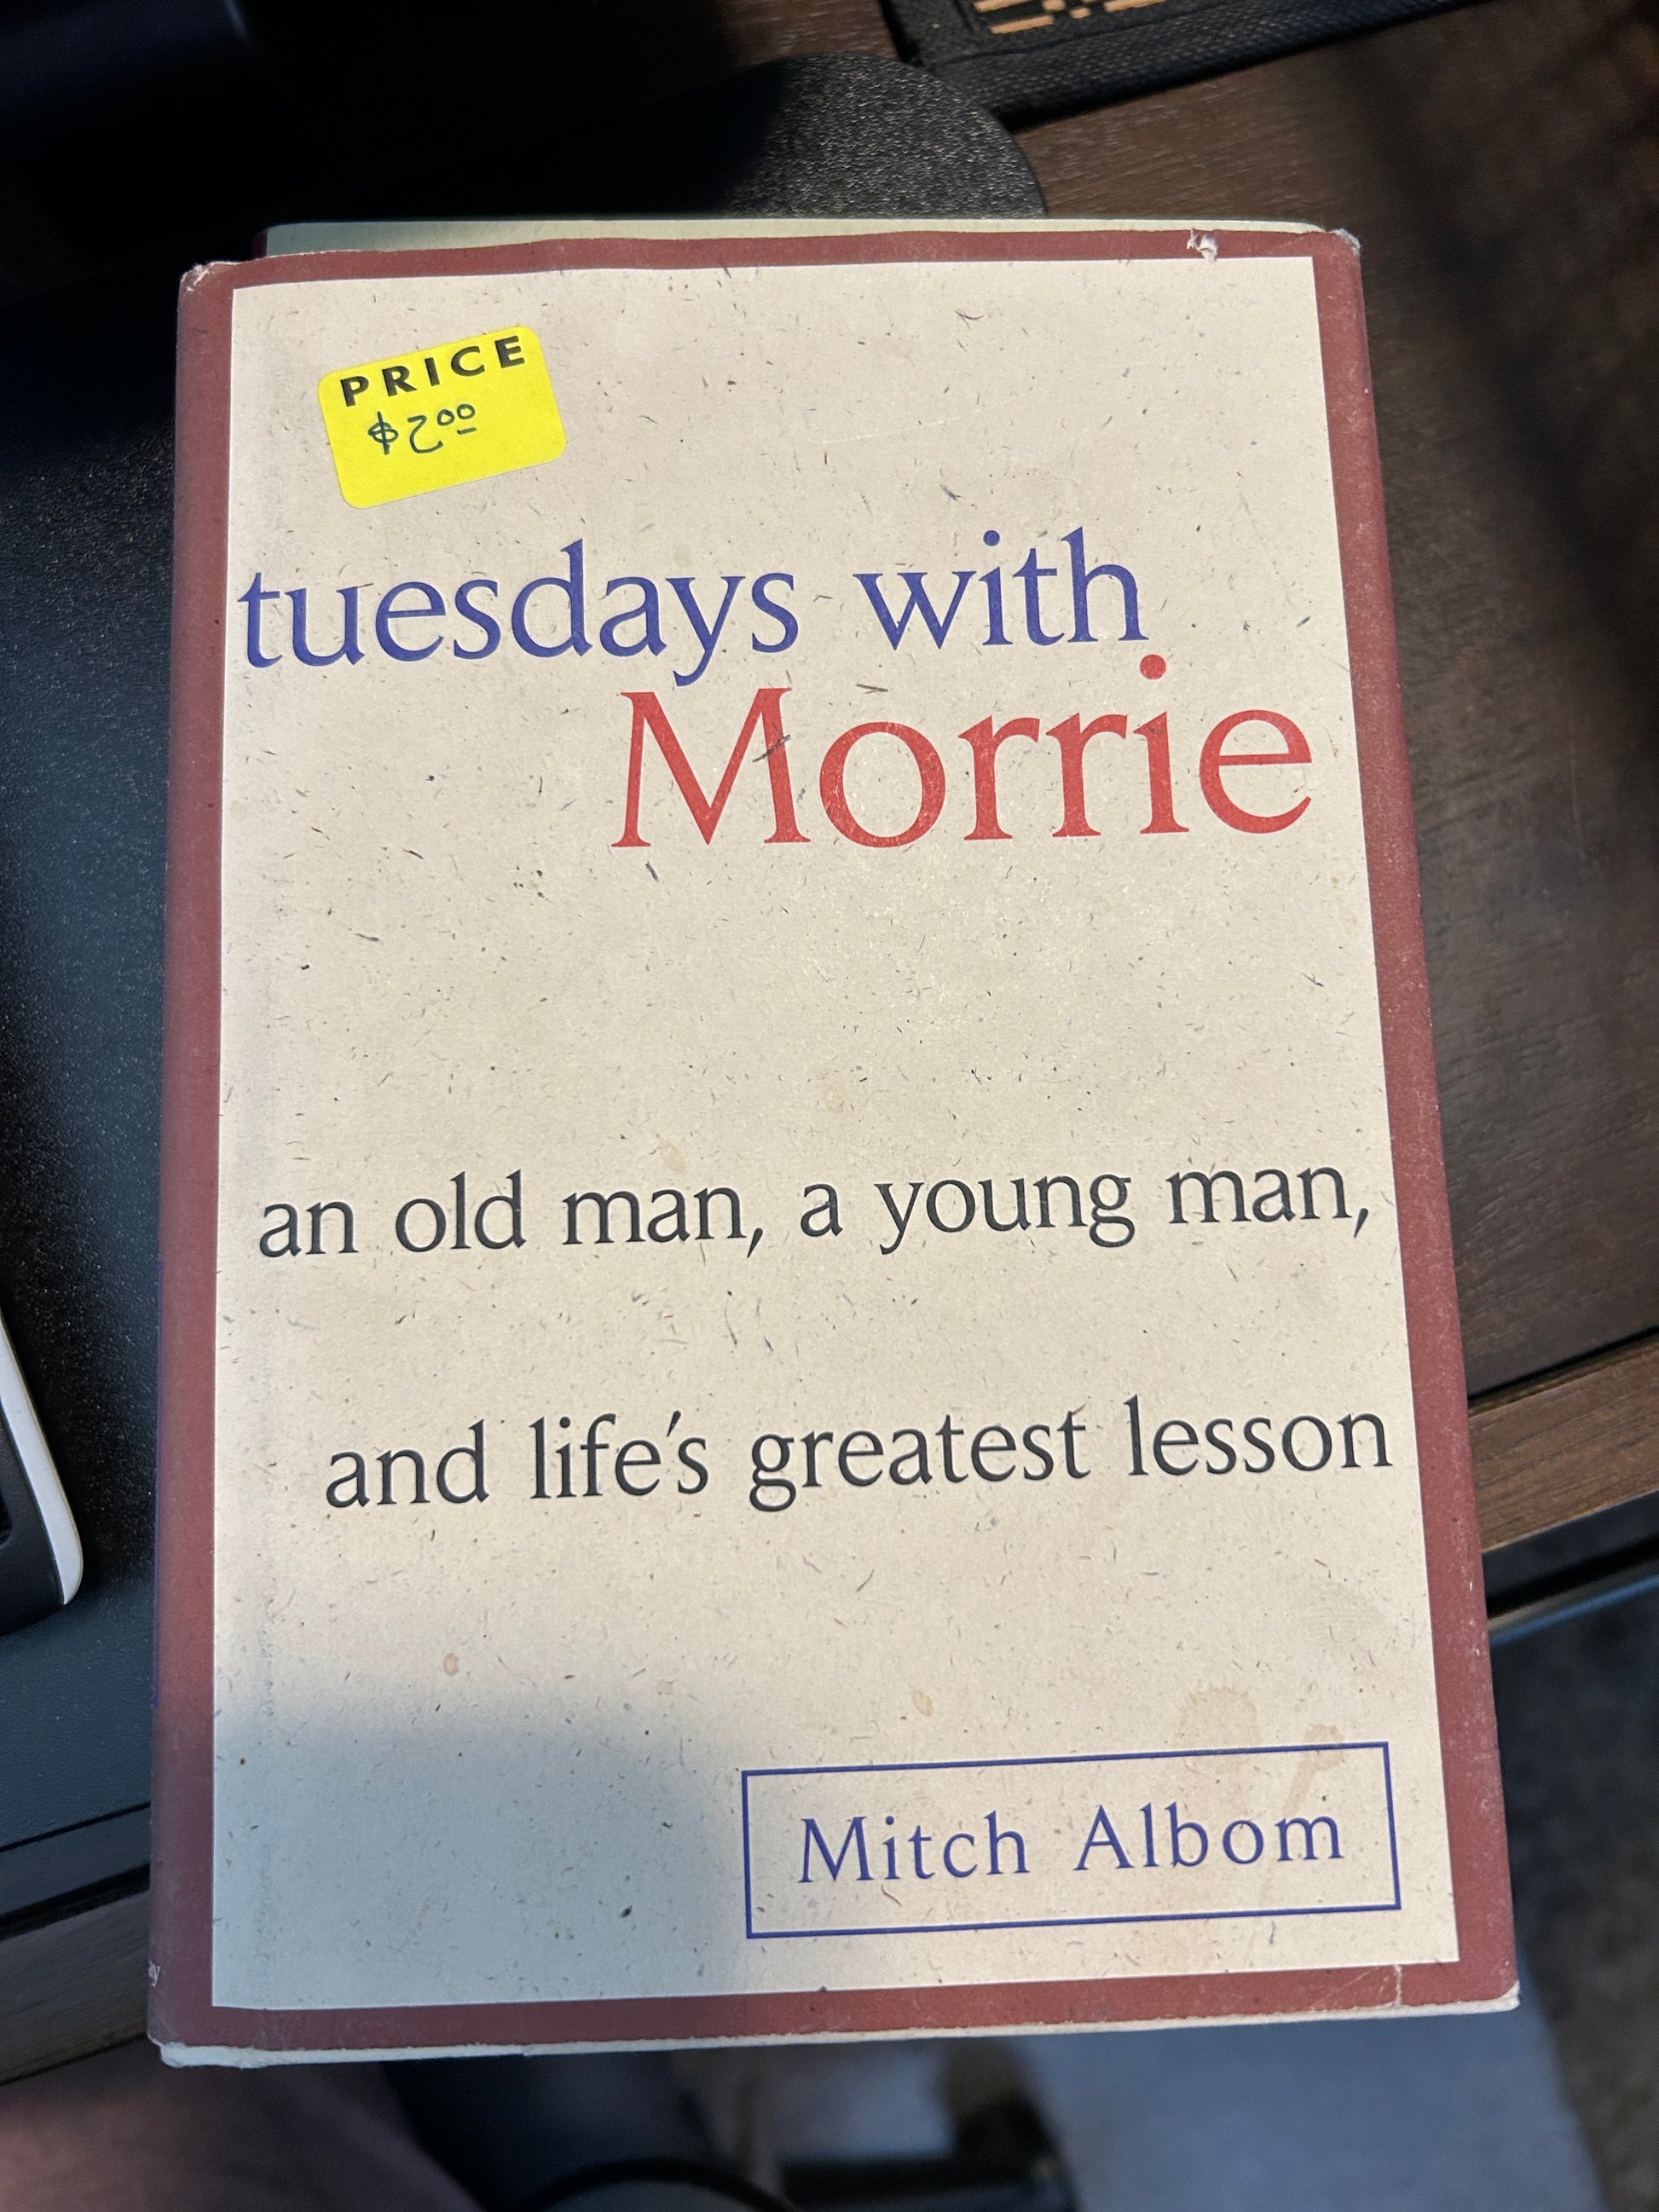 PRICE
$2.00
tuesdays with
Morrie
an old man, a young man,
and life's greatest lesson
Mitch Albom